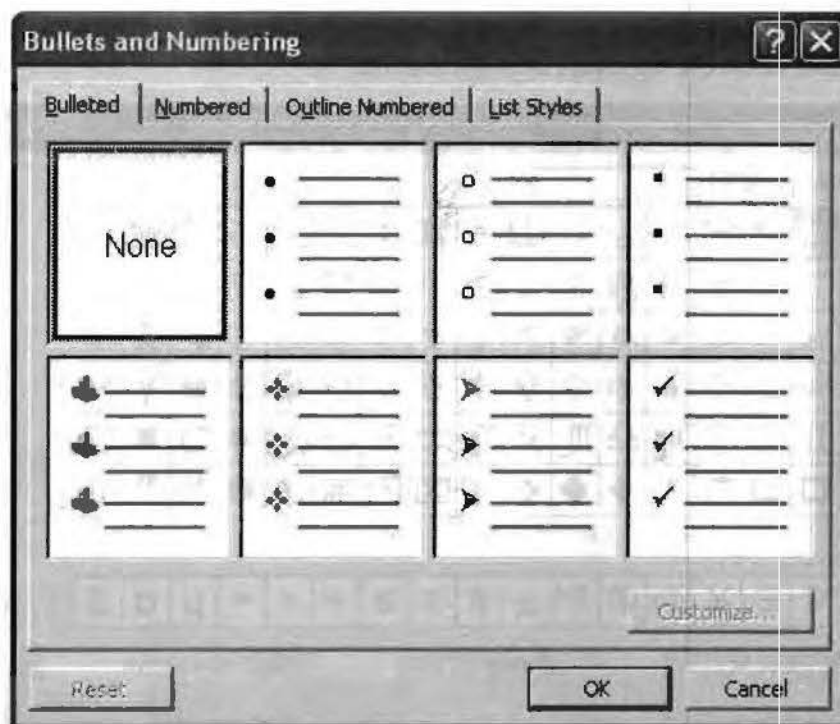 Bullets and Numbering
Bulleted Numbered Outline Numbered List Styles
None
Customize...
Reset OK Cancel